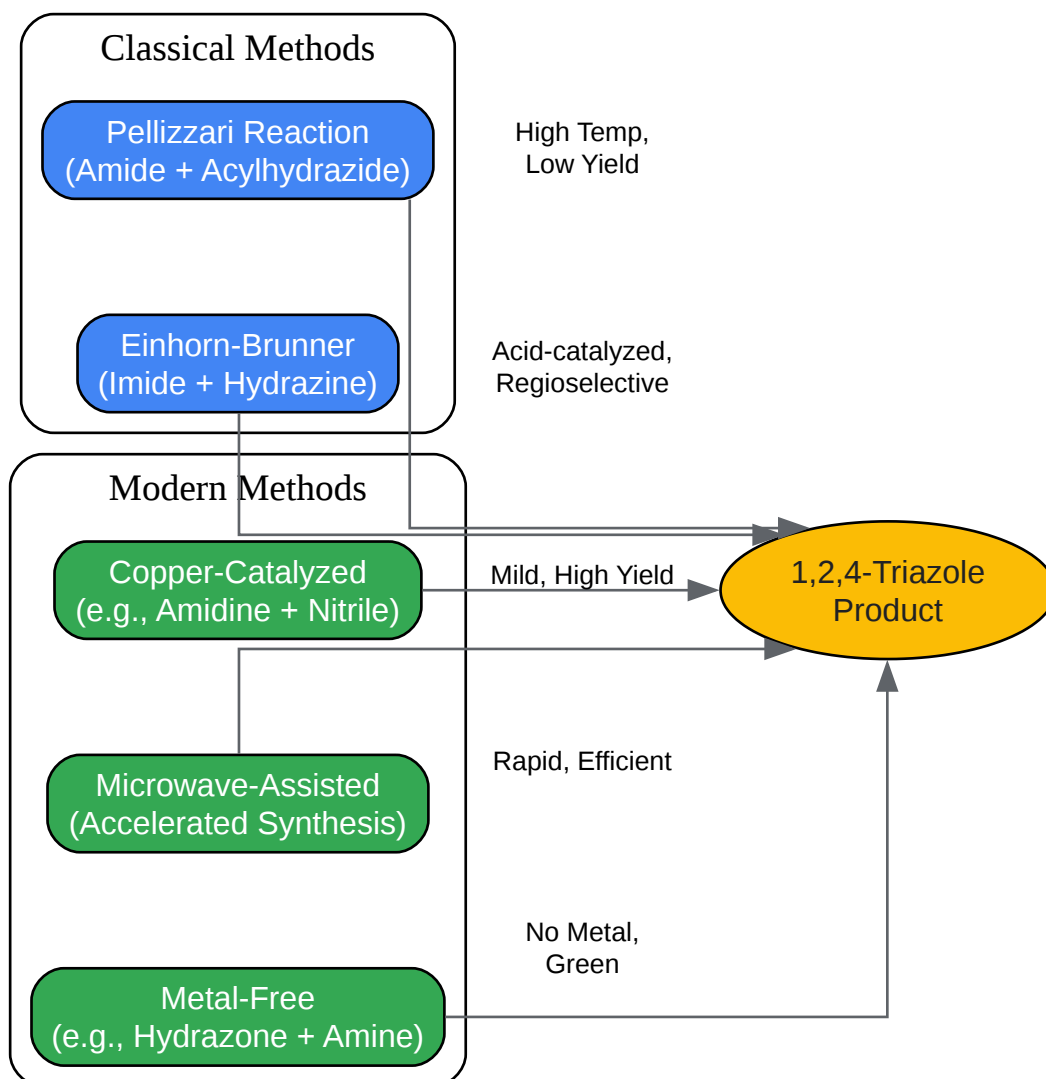 Classical Methods
Pellizzari Reaction
(Amide + Acylhydrazide)
High Temp,
Low Yield
Einhorn-Brunner
(Imide + Hydrazine)
Acid-catalyzed,
Regioselective
Modern Methods
Copper-Catalyzed
(e.g., Amidine + Nitrile)
Mild, High Yield
1,2,4-Triazole
Product
Microwave-Assisted
(Accelerated Synthesis)
Rapid, Efficient
No Metal,
Green
Metal-Free
(e.g., Hydrazone + Amine)